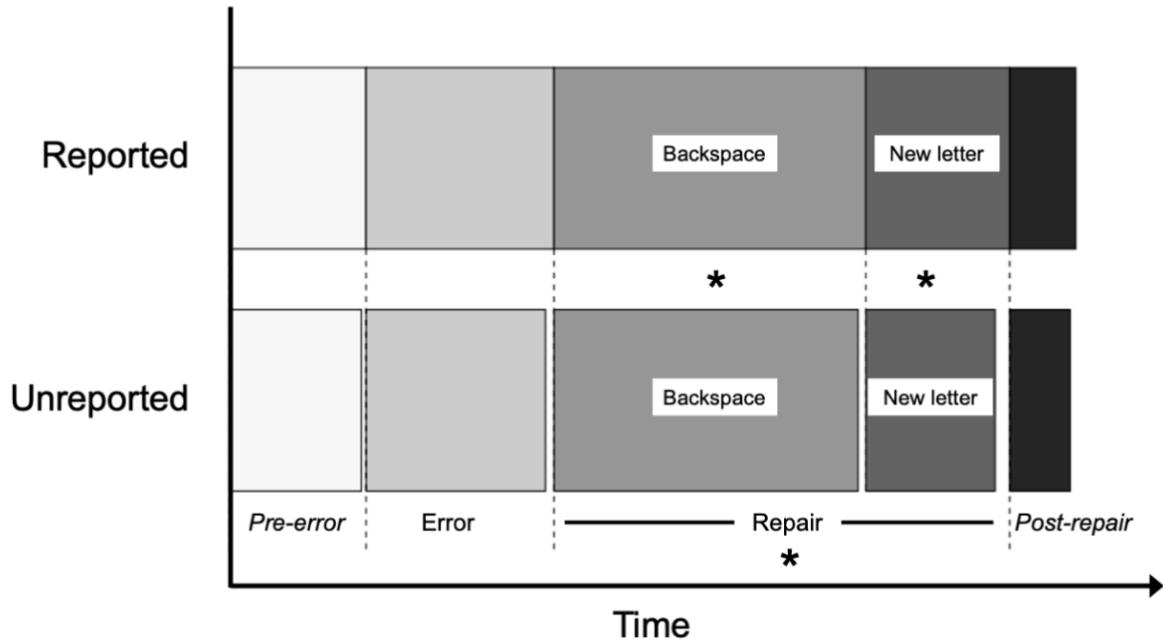 Reported
Backspace
New letter
*
*
Unreported
Backspace
New letter
Pre-error
Error
Repair
Post-repair
*
Time